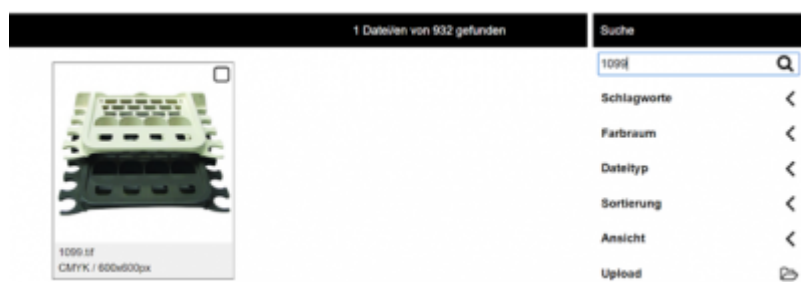 1 Datei/en von 932 gefunden
Suche
1099
Schlagworte
Farbraum
Dateityp
Sortierung
Ansicht
Upload
1099.tif
CMYK / 600x600px